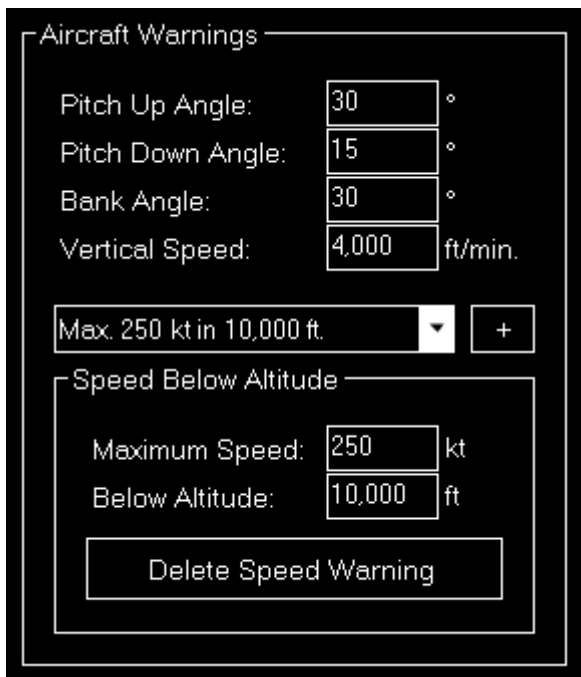 Aircraft Warnings
Pitch Up Angle: 30 °
Pitch Down Angle: 15 °
Bank Angle: 30 °
Vertical Speed: 4,000 ft/min.
Max. 250 kt in 10,000 ft. +
Speed Below Altitude
Maximum Speed: 250 kt
Below Altitude: 10,000 ft
Delete Speed Warning